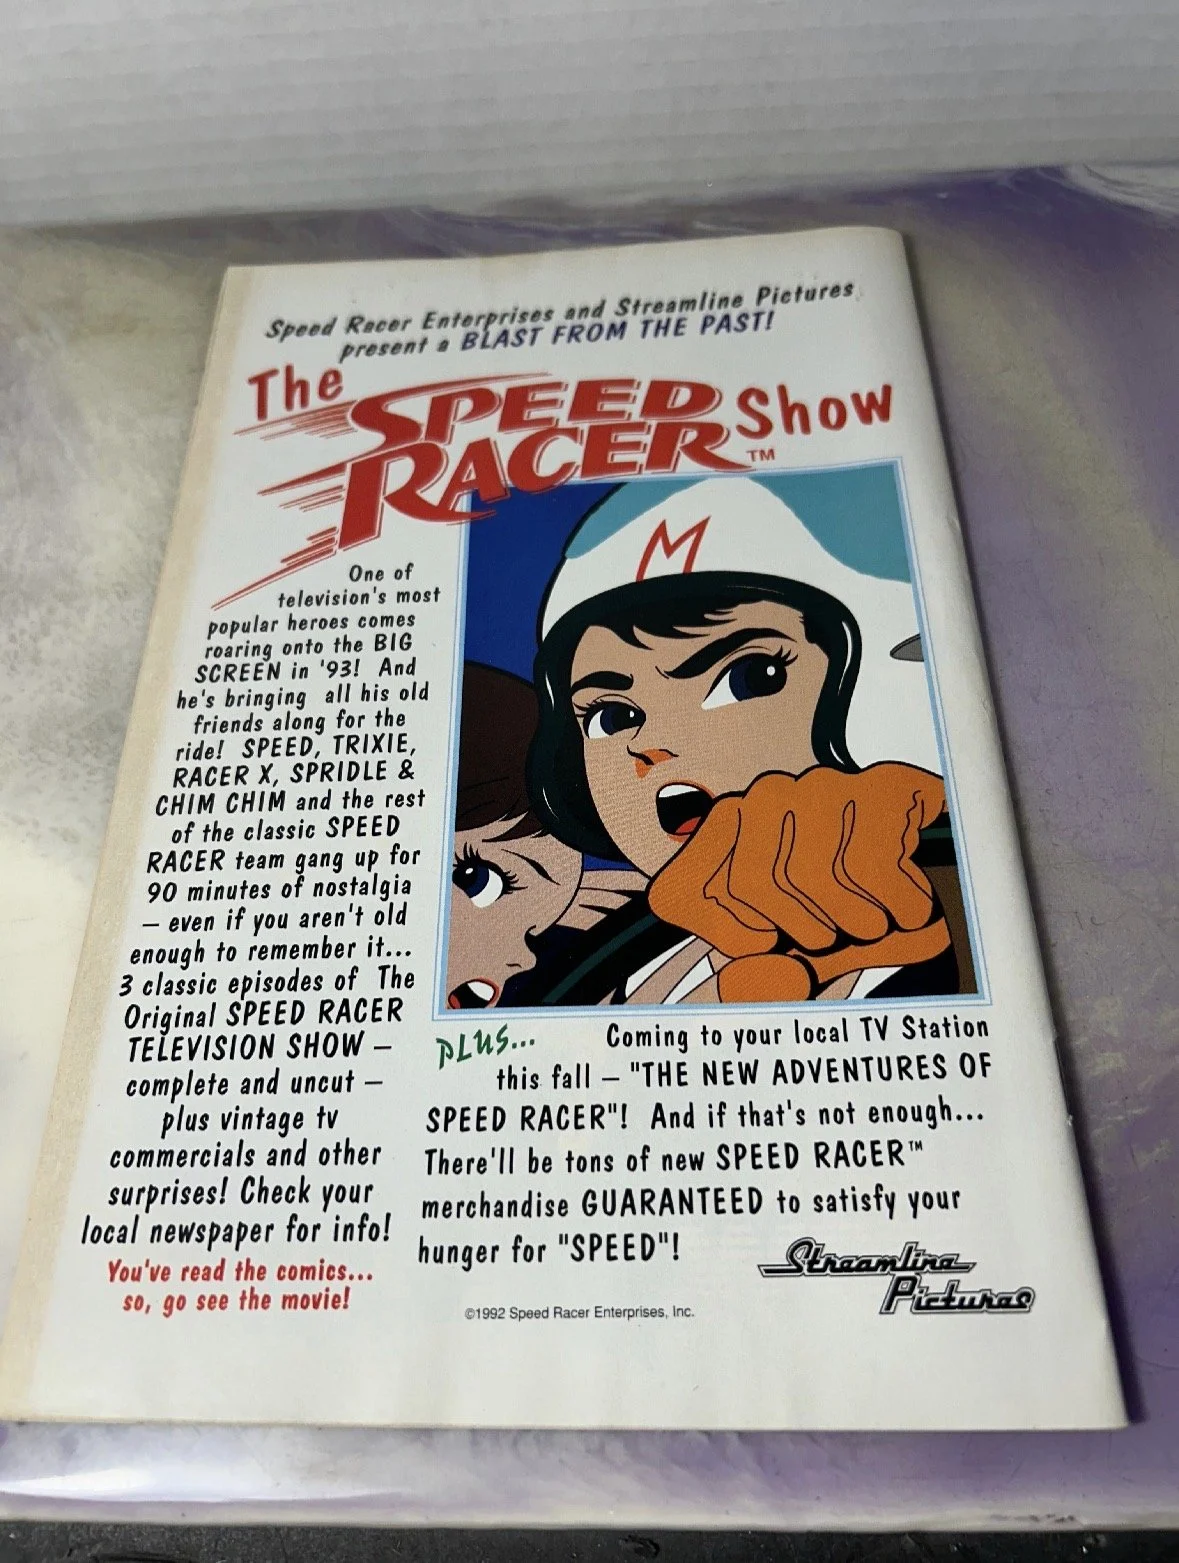 Speed Racer Enterprises and Streamline Pictures
present a BLAST FROM THE PAST!
The SPEED RACER Show
TM
M
One of
television's most
popular heroes comes
roaring onto the BIG
SCREEN in '93! And
he's bringing all his old
friends along for the
ride! SPEED, TRIXIE,
RACER X, SPRIDLE &
CHIM CHIM and the rest
of the classic SPEED
RACER team gang up for
90 minutes of nostalgia
– even if you aren't old
enough to remember it...
3 classic episodes of The
Original SPEED RACER
TELEVISION SHOW –
complete and uncut –
plus vintage tv
commercials and other
surprises! Check your
local newspaper for info!
You've read the comics...
so, go see the movie!
PLUS... Coming to your local TV Station
this fall – "THE NEW ADVENTURES OF
SPEED RACER"! And if that's not enough...
There'll be tons of new SPEED RACER™
merchandise GUARANTEED to satisfy your
hunger for "SPEED"!
Streamline
Pictures
©1992 Speed Racer Enterprises, Inc.